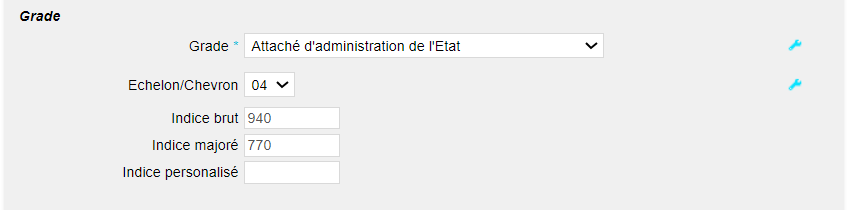 Grade
Grade * Attaché d'administration de l'Etat
Echelon/Chevron 04
Indice brut 940
Indice majoré 770
Indice personalisé